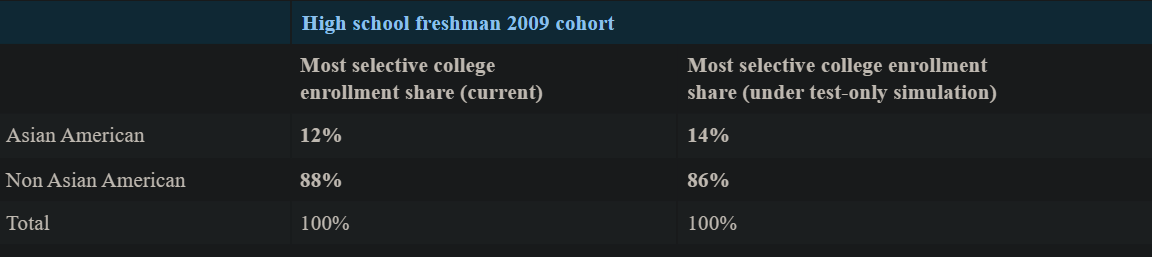 High school freshman 2009 cohort
Most selective college
enrollment share (current)
Most selective college enrollment
share (under test-only simulation)
Asian American 12% 14%
Non Asian American 88% 86%
Total 100% 100%